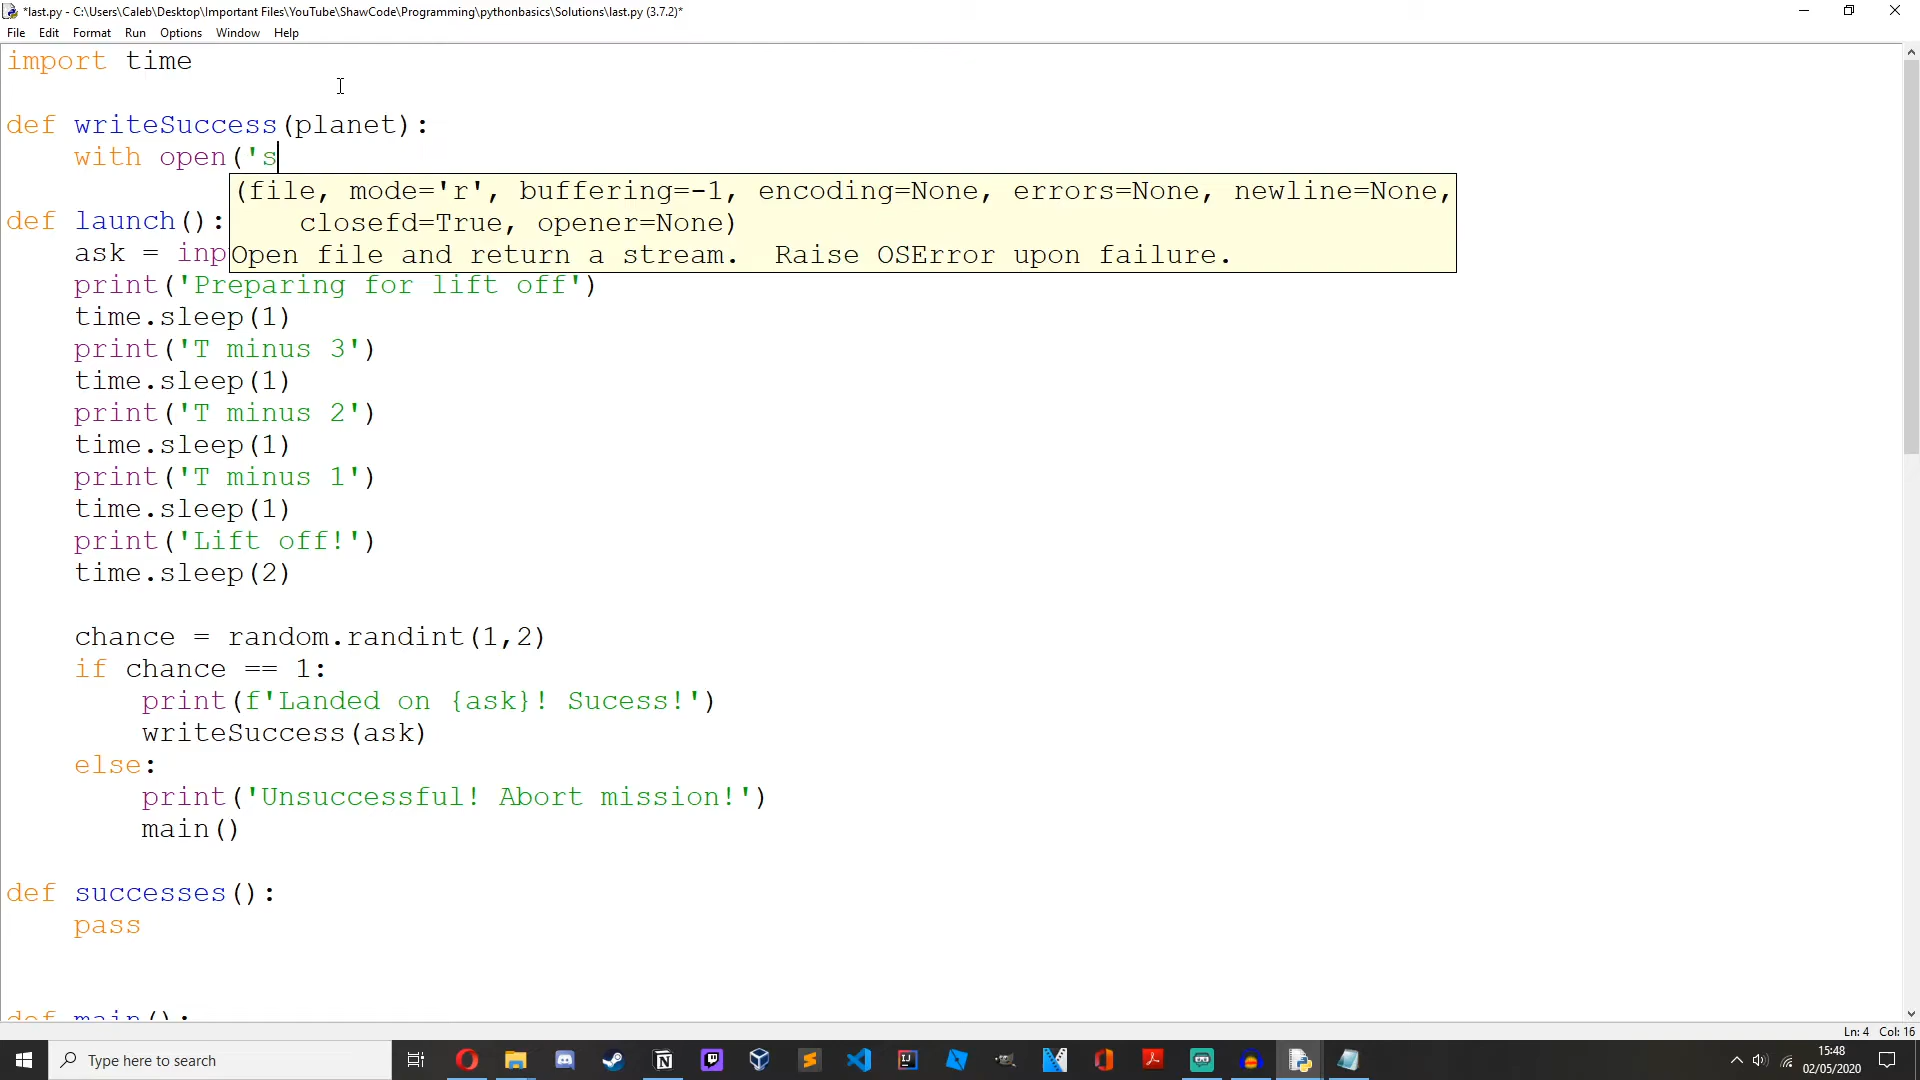 *last.py - C:\Users\Caleb\Desktop\Important Files\YouTube\ShawCode\Programming\pythonbasics\Solutions\last.py (3.7.2)*
File Edit Format Run Options Window Help
import time
def writeSuccess(planet):
    with open('s
(file, mode='r', buffering=-1, encoding=None, errors=None, newline=None,
closefd=True, opener=None)
Open file and return a stream.  Raise OSError upon failure.
def launch():
    ask = inp
    print('Preparing for lift off')
    time.sleep(1)
    print('T minus 3')
    time.sleep(1)
    print('T minus 2')
    time.sleep(1)
    print('T minus 1')
    time.sleep(1)
    print('Lift off!')
    time.sleep(2)
    chance = random.randint(1,2)
    if chance == 1:
        print(f'Landed on {ask}! Sucess!')
        writeSuccess(ask)
    else:
        print('Unsuccessful! Abort mission!')
        main()
def successes():
    pass
def main():
Ln: 4 Col: 16
Type here to search
15:48
02/05/2020